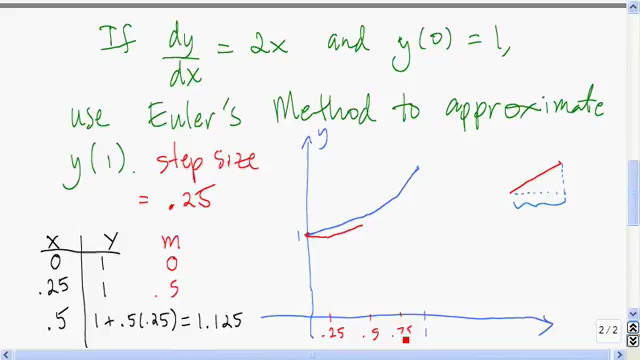 If dy/dx = 2x and y(0) = 1,
use Euler's Method to approximate
y(1). step size
= .25
y
x y m
0 1 0
.25 1 .5
.5 1 + .5(.25) = 1.125
1
.25 .5 .75 1
2/2